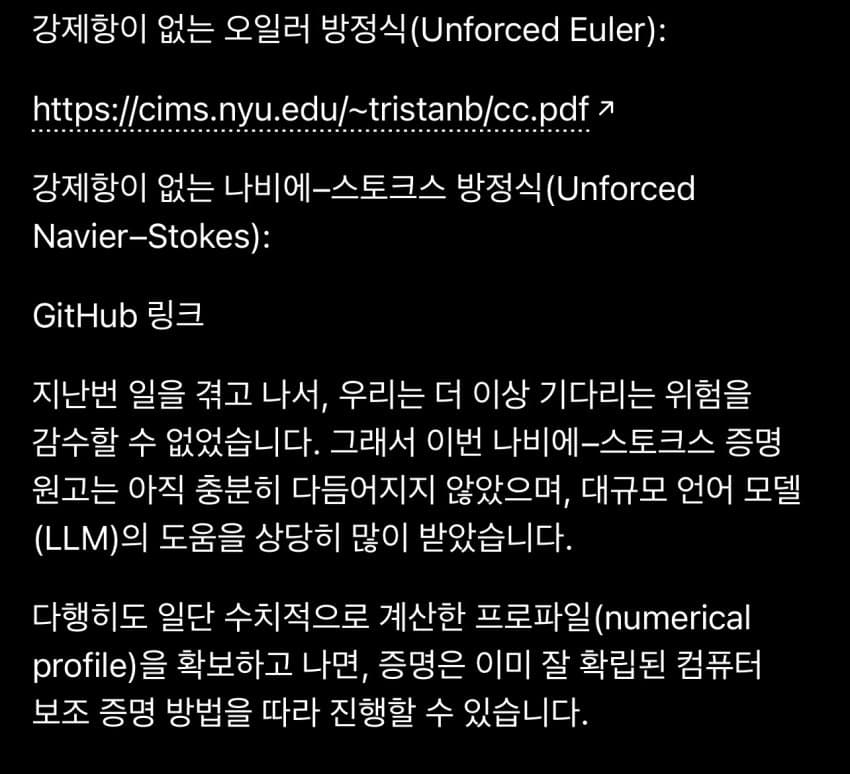 강제항이 없는 오일러 방정식(Unforced Euler):
https://cims.nyu.edu/~tristanb/cc.pdf ↗
강제항이 없는 나비에–스토크스 방정식(Unforced
Navier–Stokes):
GitHub 링크
지난번 일을 겪고 나서, 우리는 더 이상 기다리는 위험을
감수할 수 없었습니다. 그래서 이번 나비에–스토크스 증명
원고는 아직 충분히 다듬어지지 않았으며, 대규모 언어 모델
(LLM)의 도움을 상당히 많이 받았습니다.
다행히도 일단 수치적으로 계산한 프로파일(numerical
profile)을 확보하고 나면, 증명은 이미 잘 확립된 컴퓨터
보조 증명 방법을 따라 진행할 수 있습니다.